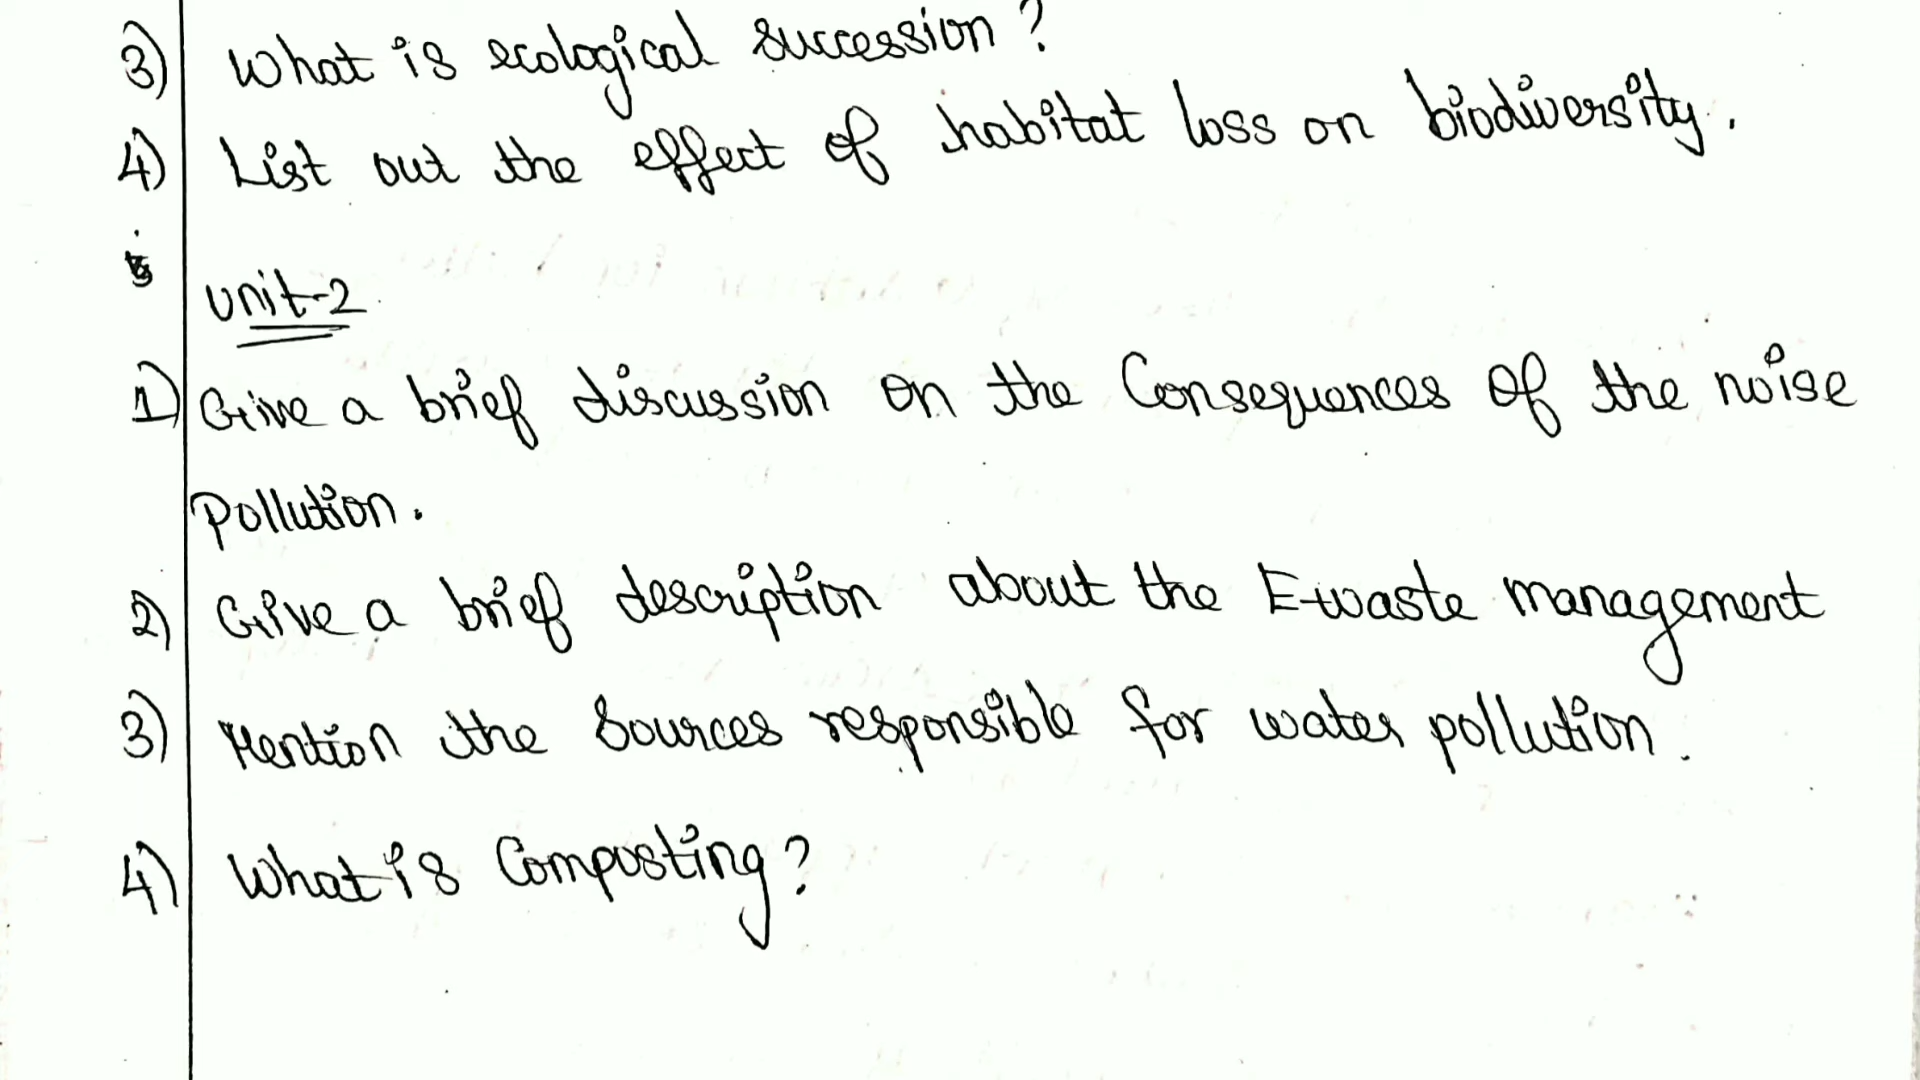 3) What is ecological succession?
4) List out the effect of habitat loss on biodiversity.
Unit-2
1) Give a brief discussion on the Consequences of the noise
Pollution.
2) Give a brief description about the E-waste management
3) Mention the Sources responsible for water pollution.
4) What is Composting?